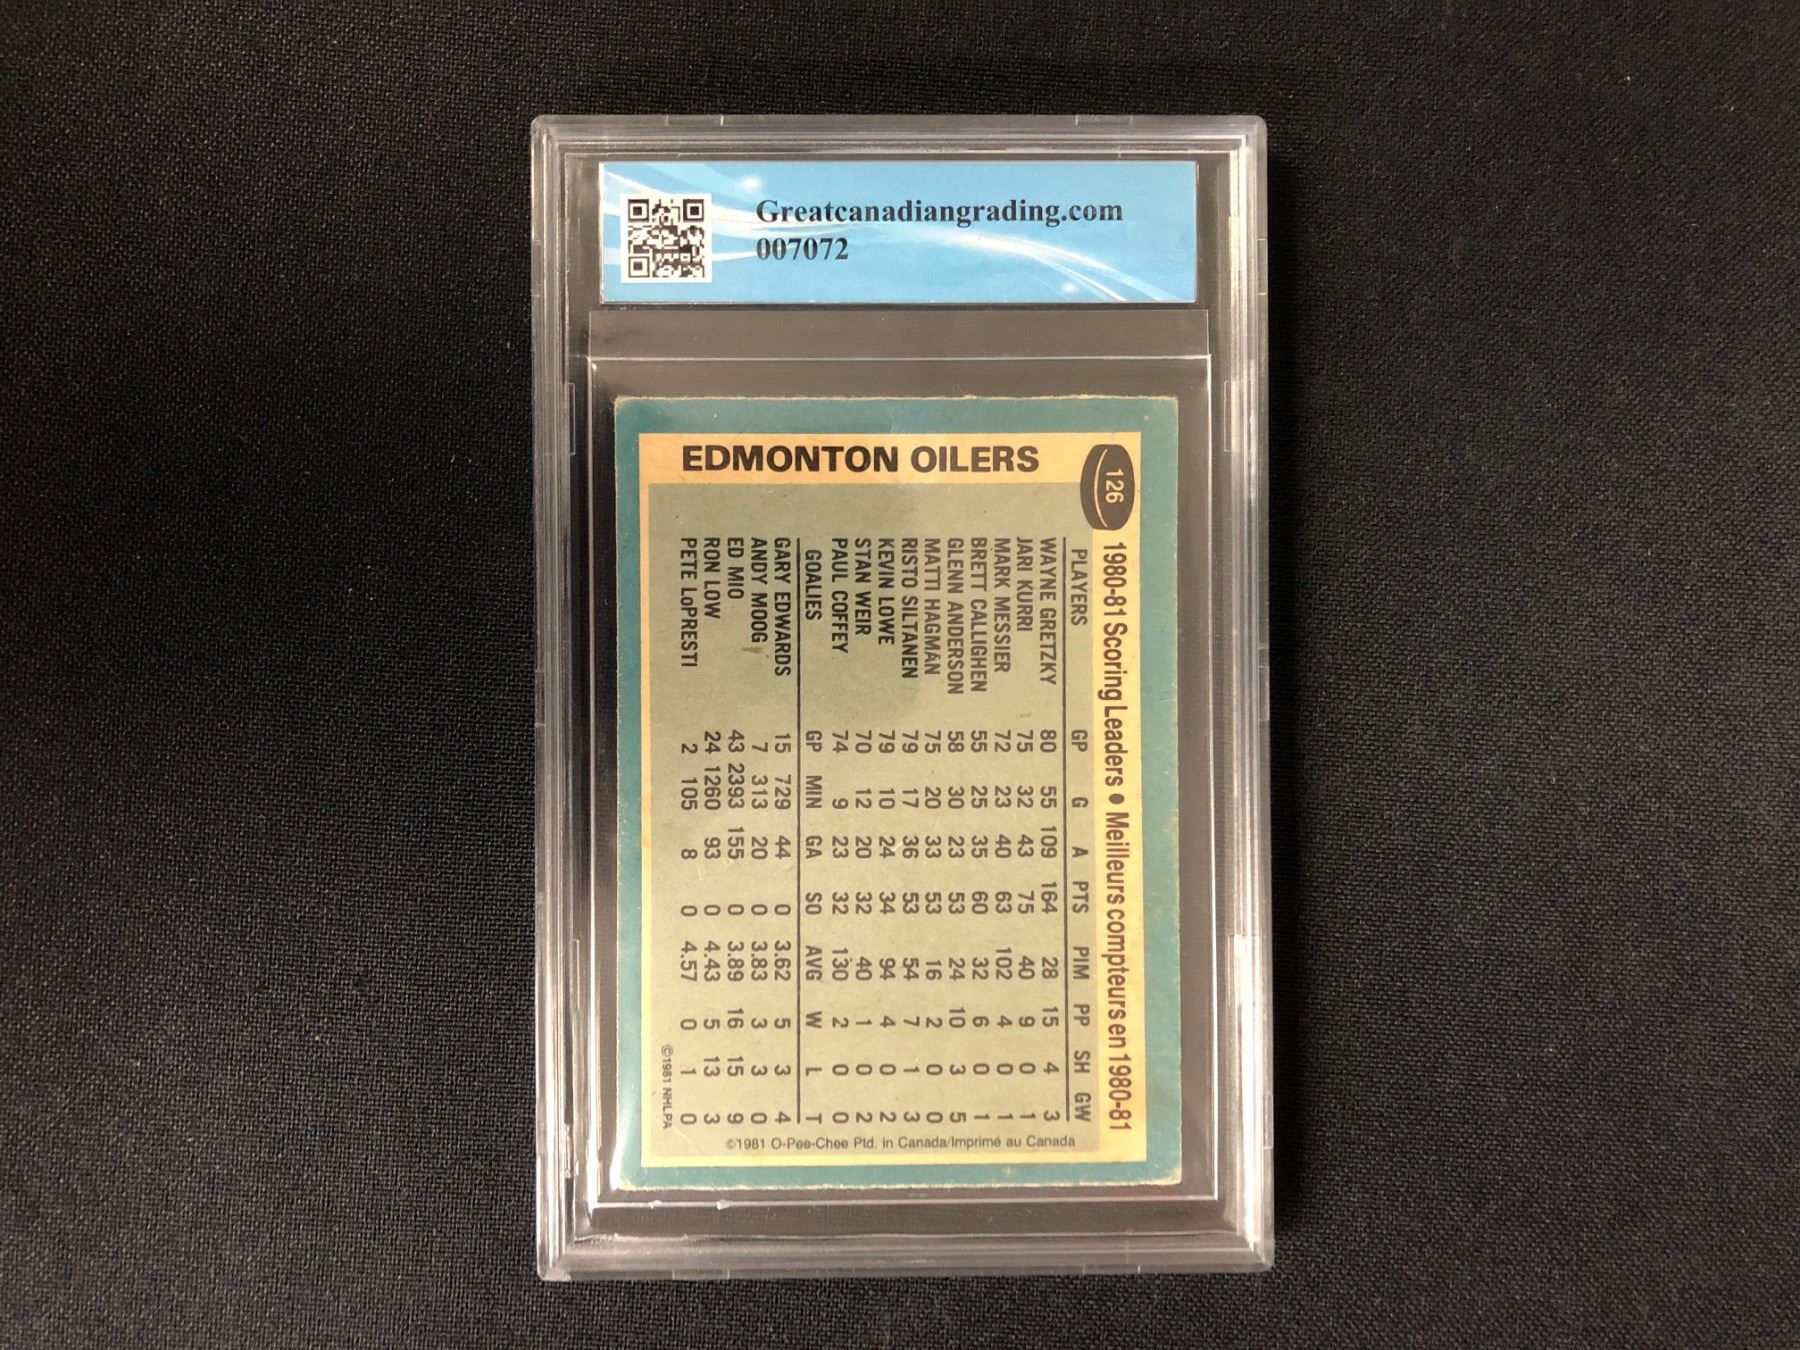 Greatcanadiangrading.com
007072
126
1980-81 Scoring Leaders • Meilleurs compteurs en 1980-81
EDMONTON OILERS
PLAYERS GP G A PTS PIM PP SH GW
WAYNE GRETZKY 80 55 109 164 28 15 4 3
JARI KURRI 75 32 43 75 40 9 0 1
MARK MESSIER 72 23 40 63 102 4 0 1
BRETT CALLIGHEN 55 25 35 60 32 6 0 1
GLENN ANDERSON 58 30 23 53 24 10 3 5
MATTI HAGMAN 75 20 33 53 16 2 0 0
RISTO SILTANEN 79 17 36 53 54 7 1 3
KEVIN LOWE 79 10 24 34 94 4 0 2
STAN WEIR 70 12 20 32 40 1 0 2
PAUL COFFEY 74 9 23 32 130 2 0 0
GOALIES GP MIN GA SO AVG W L T
GARY EDWARDS 15 729 44 0 3.62 5 3 4
ANDY MOOG 7 313 20 0 3.83 3 3 0
ED MIO 43 2393 155 0 3.89 16 15 9
RON LOW 24 1260 93 0 4.43 5 13 3
PETE LoPRESTI 2 105 8 0 4.57 0 1 0
©1981 NHLPA
©1981 O-Pee-Chee Ptd. in Canada/Imprimé au Canada